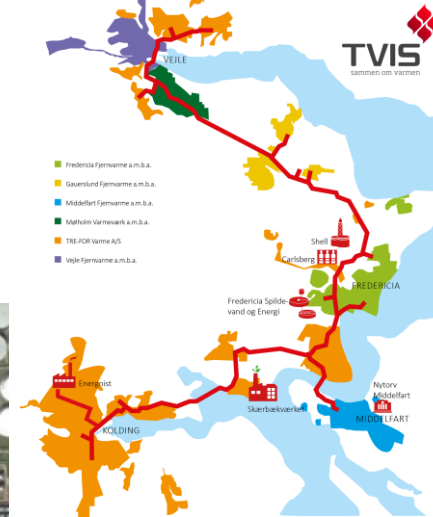 TVIS
sammen om varmen
VEJLE
Fredericia Fjernvarme a.m.b.a.
Gauerslund Fjernvarme a.m.b.a.
Middelfart Fjernvarme a.m.b.a.
Mølholm Varmeværk a.m.b.a.
TRE-FOR Varme A/S
Vejle Fjernvarme a.m.b.a.
Shell
Carlsberg
FREDERICIA
Fredericia Spilde-
vand og Energi
Energnist
Skærbækværket
Nytorv
Middelfart
MIDDELFART
KOLDING